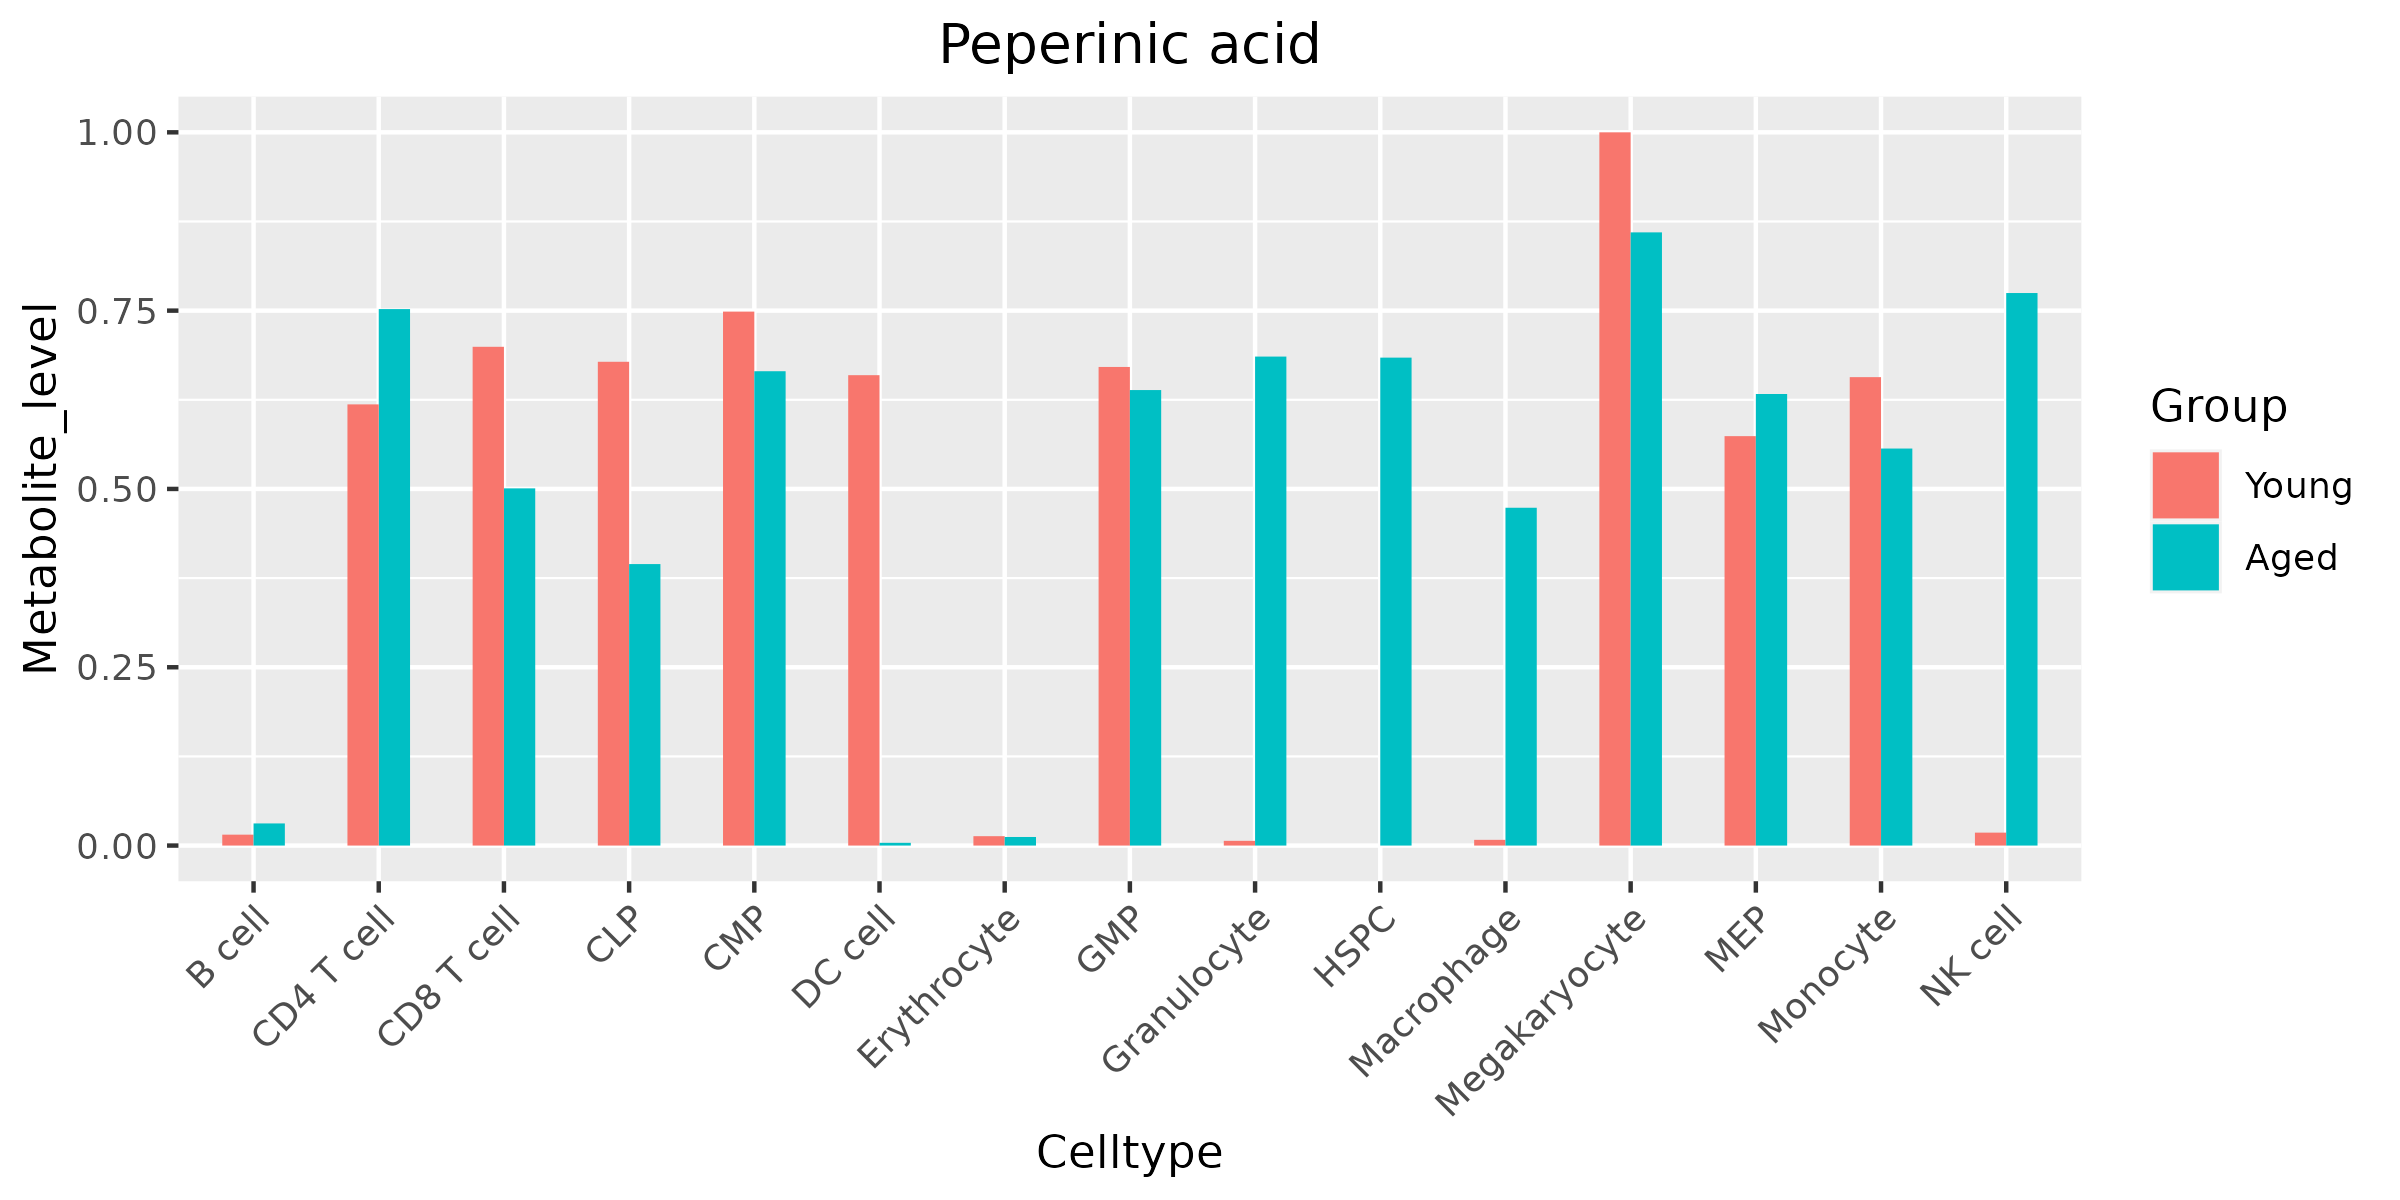 Peperinic acid
Metabolite_level
1.00
0.75
0.50
0.25
0.00
B cell
CD4 T cell
CD8 T cell
CLP
CMP
DC cell
Erythrocyte
GMP
Granulocyte
HSPC
Macrophage
Megakaryocyte
MEP
Monocyte
NK cell
Celltype
Group
Young
Aged